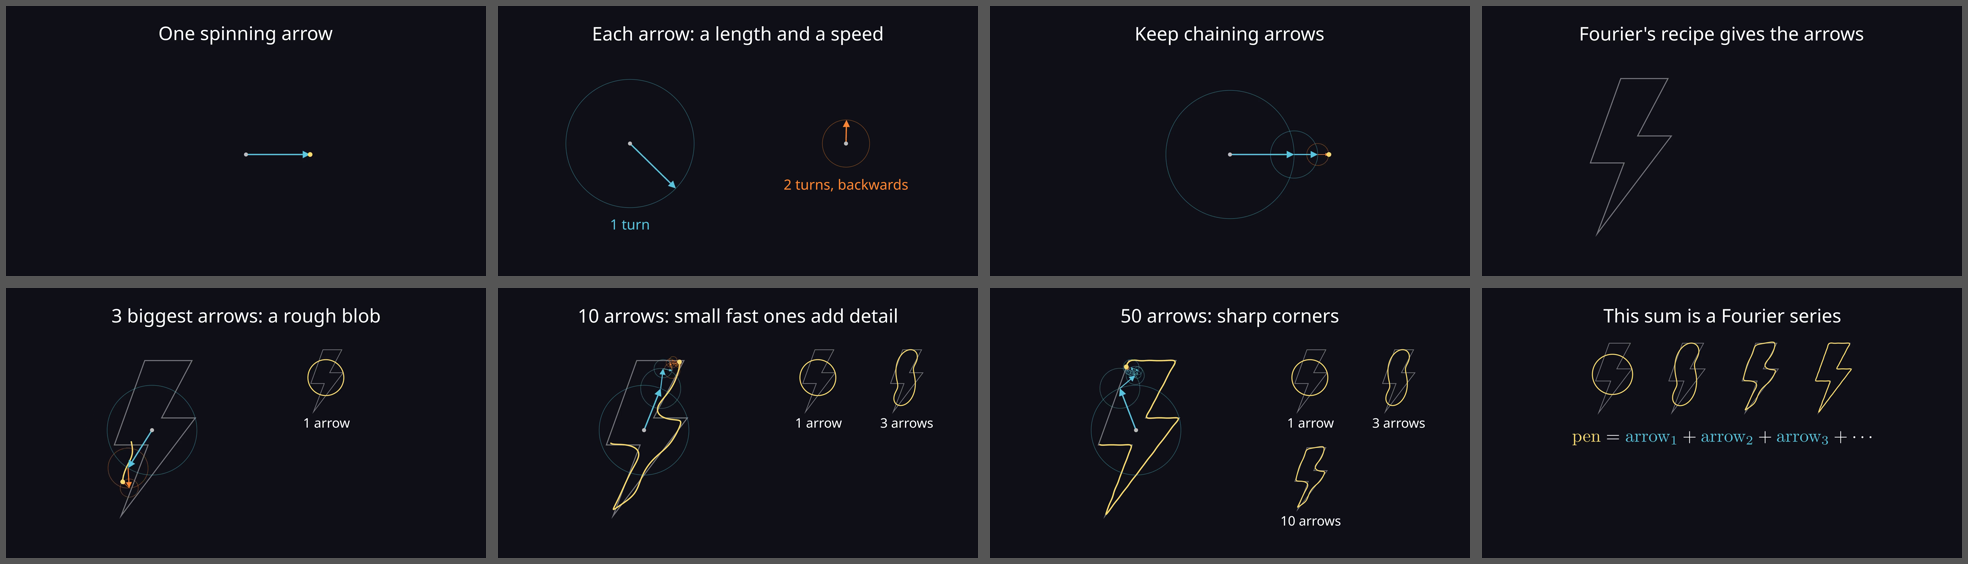 One spinning arrow
Each arrow: a length and a speed
2 turns, backwards
1 turn
Keep chaining arrows
Fourier's recipe gives the arrows
3 biggest arrows: a rough blob
1 arrow
10 arrows: small fast ones add detail
1 arrow
3 arrows
50 arrows: sharp corners
1 arrow
3 arrows
10 arrows
This sum is a Fourier series
pen = arrow₁ + arrow₂ + arrow₃ + ⋯